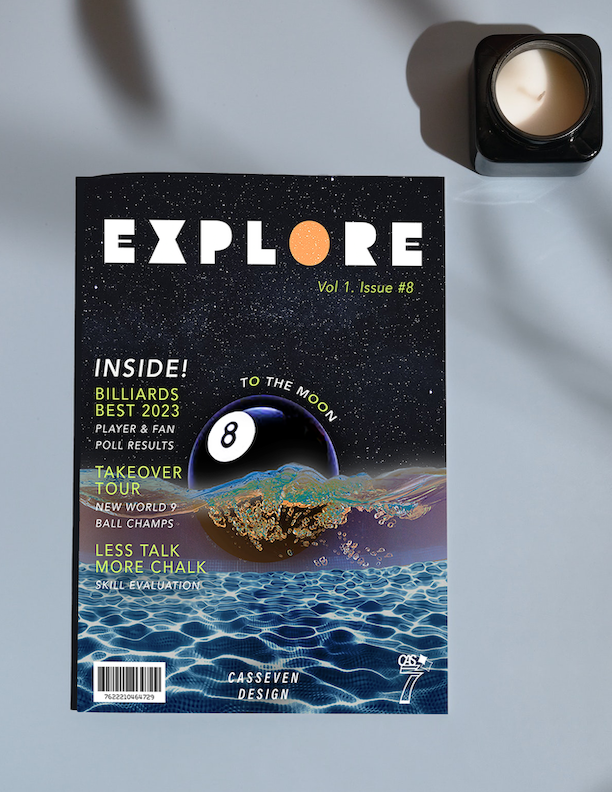 EXPLORE
Vol 1. Issue #8
INSIDE!
BILLIARDS
BEST 2023
PLAYER & FAN
POLL RESULTS
TO THE MOON
8
TAKEOVER
TOUR
NEW WORLD 9
BALL CHAMPS
LESS TALK
MORE CHALK
SKILL EVALUATION
7622210464729
CASSEVEN
DESIGN
CAS
7